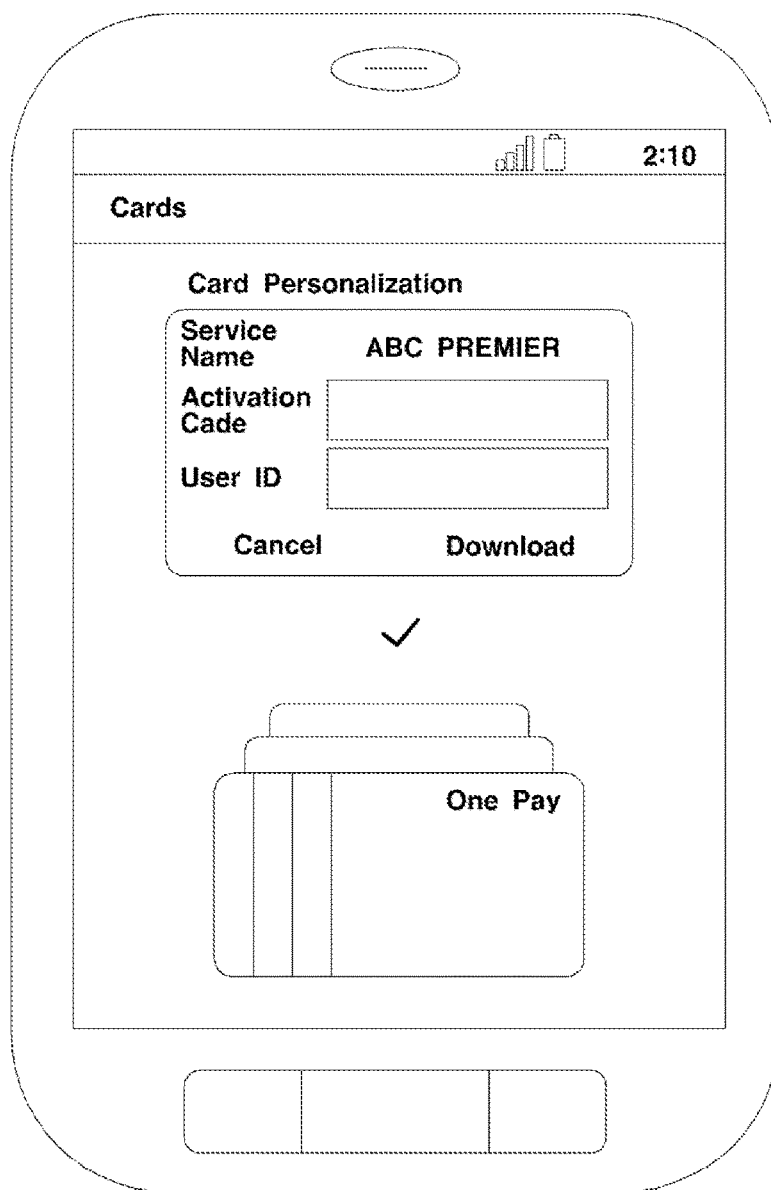 2:10
Cards
Card Personalization
Service
Name
ABC PREMIER
Activation
Cade
User ID
Cancel Download
One Pay